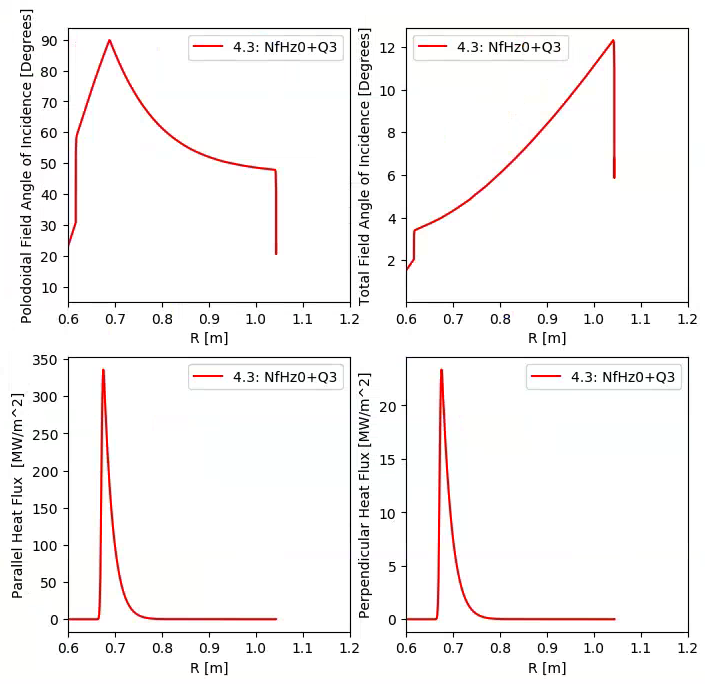 Polodoidal Field Angle of Incidence [Degrees]
90
80
70
60
50
40
30
20
10
4.3: NfHz0+Q3
0.6 0.7 0.8 0.9 1.0 1.1 1.2
R [m]
Total Field Angle of Incidence [Degrees]
12
10
8
6
4
2
4.3: NfHz0+Q3
0.6 0.7 0.8 0.9 1.0 1.1 1.2
R [m]
Parallel Heat Flux [MW/m^2]
350
300
250
200
150
100
50
0
4.3: NfHz0+Q3
0.6 0.7 0.8 0.9 1.0 1.1 1.2
R [m]
Perpendicular Heat Flux [MW/m^2]
20
15
10
5
0
4.3: NfHz0+Q3
0.6 0.7 0.8 0.9 1.0 1.1 1.2
R [m]